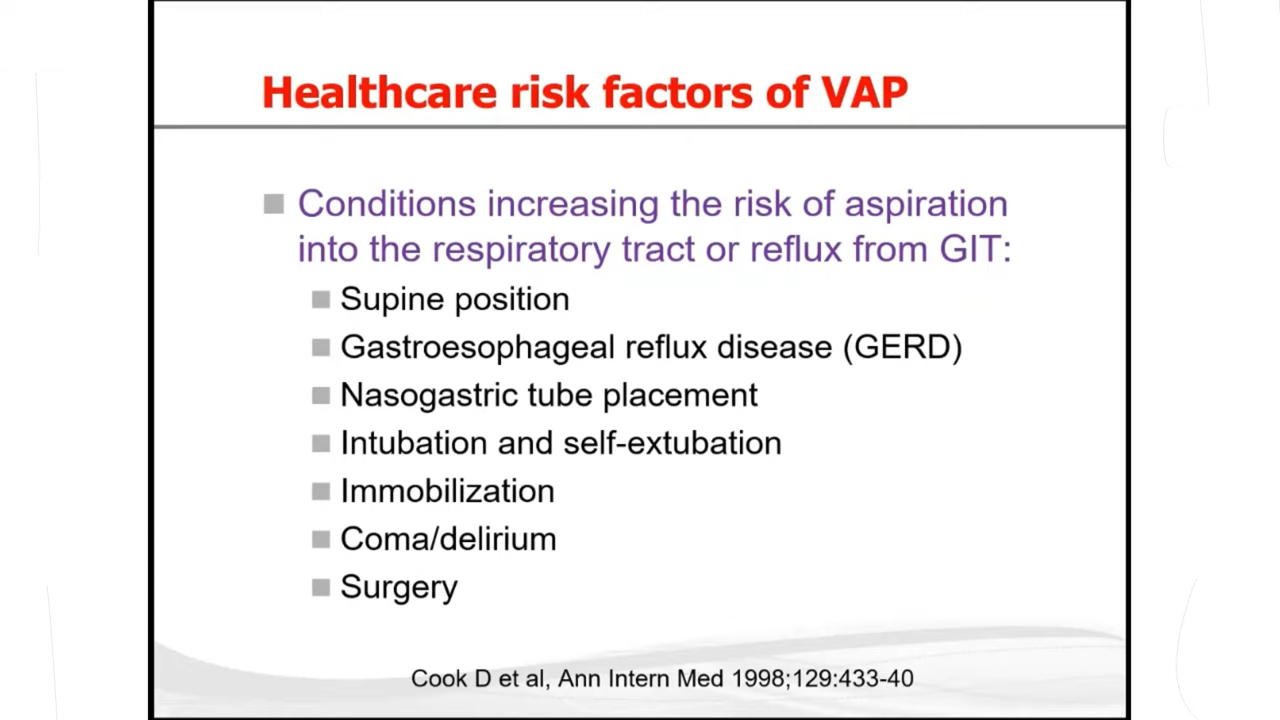 Healthcare risk factors of VAP
Conditions increasing the risk of aspiration
into the respiratory tract or reflux from GIT:
Supine position
Gastroesophageal reflux disease (GERD)
Nasogastric tube placement
Intubation and self-extubation
Immobilization
Coma/delirium
Surgery
Cook D et al, Ann Intern Med 1998;129:433-40